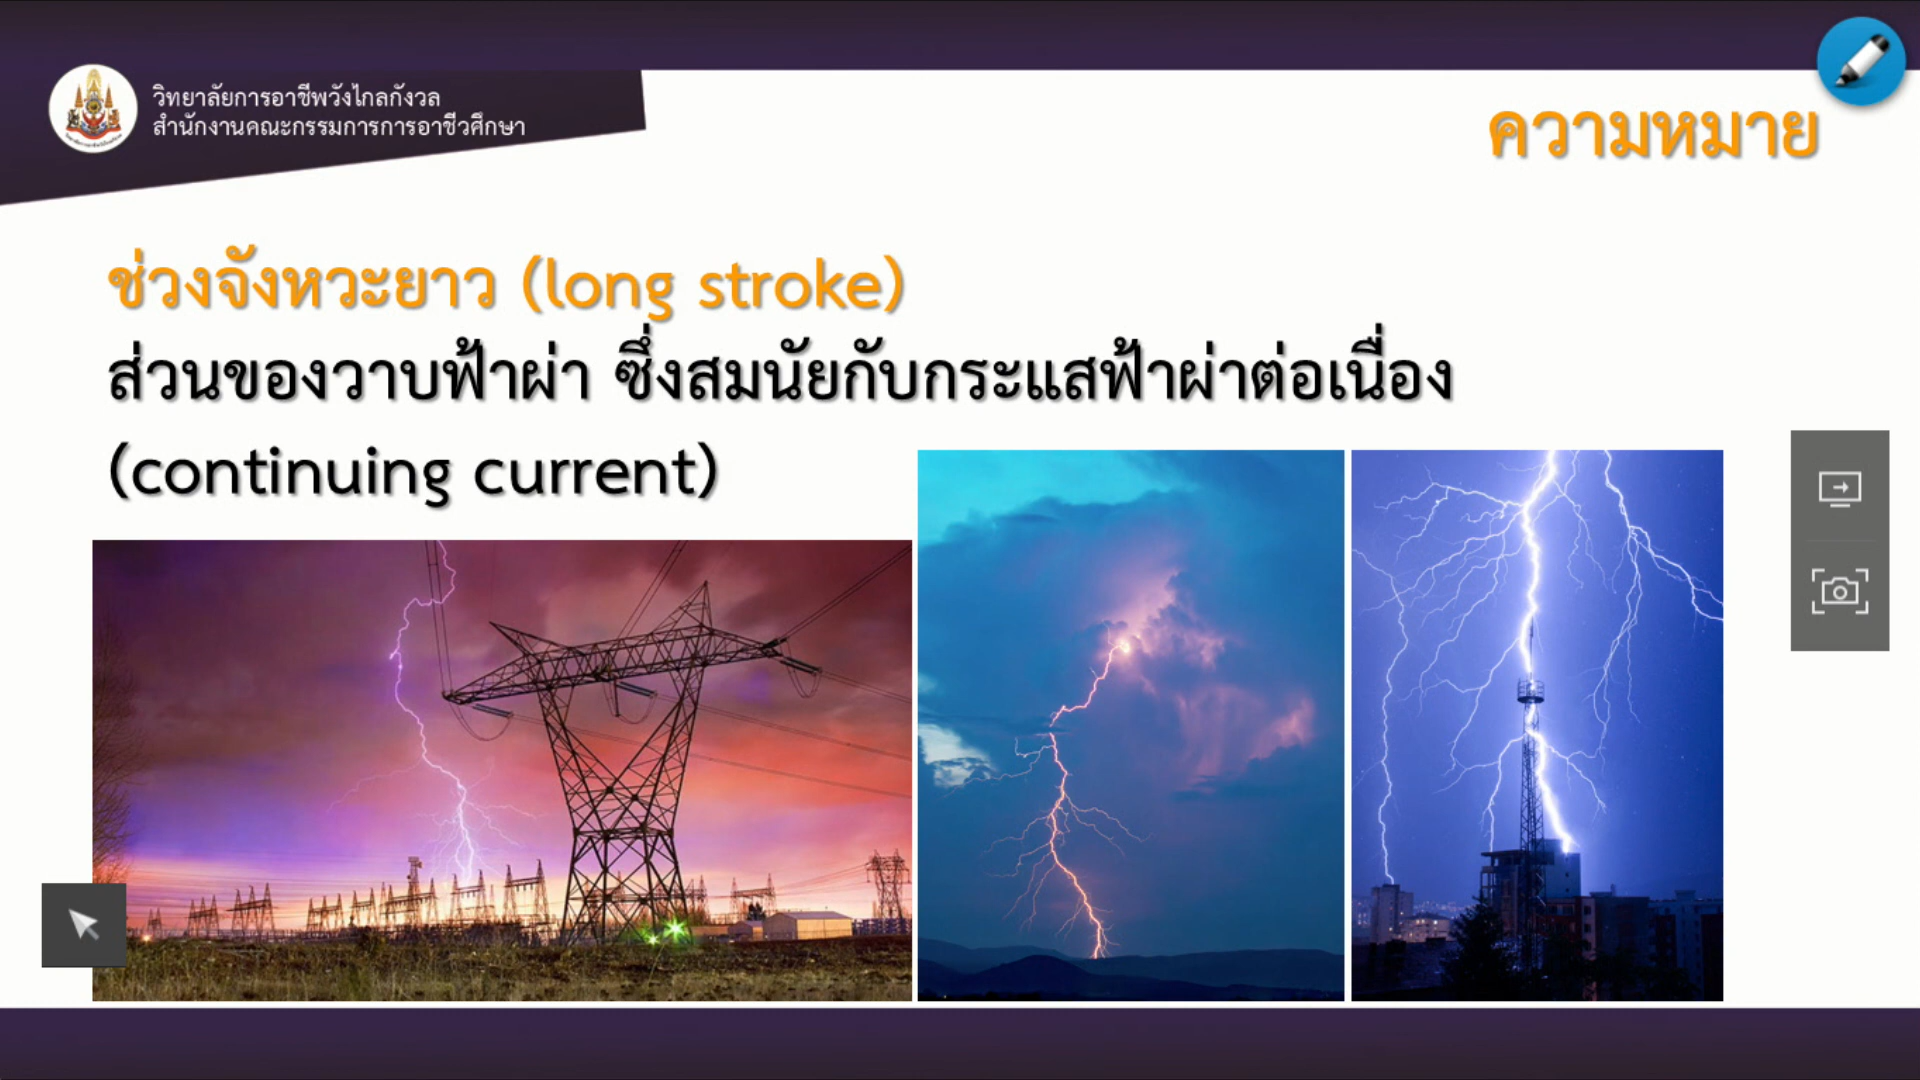 วิทยาลัยการอาชีพวังไกลกังวล
สำนักงานคณะกรรมการการอาชีวศึกษา
ความหมาย
ช่วงจังหวะยาว (long stroke)
ส่วนของวาบฟ้าผ่า ซึ่งสมนัยกับกระแสฟ้าผ่าต่อเนื่อง
(continuing current)